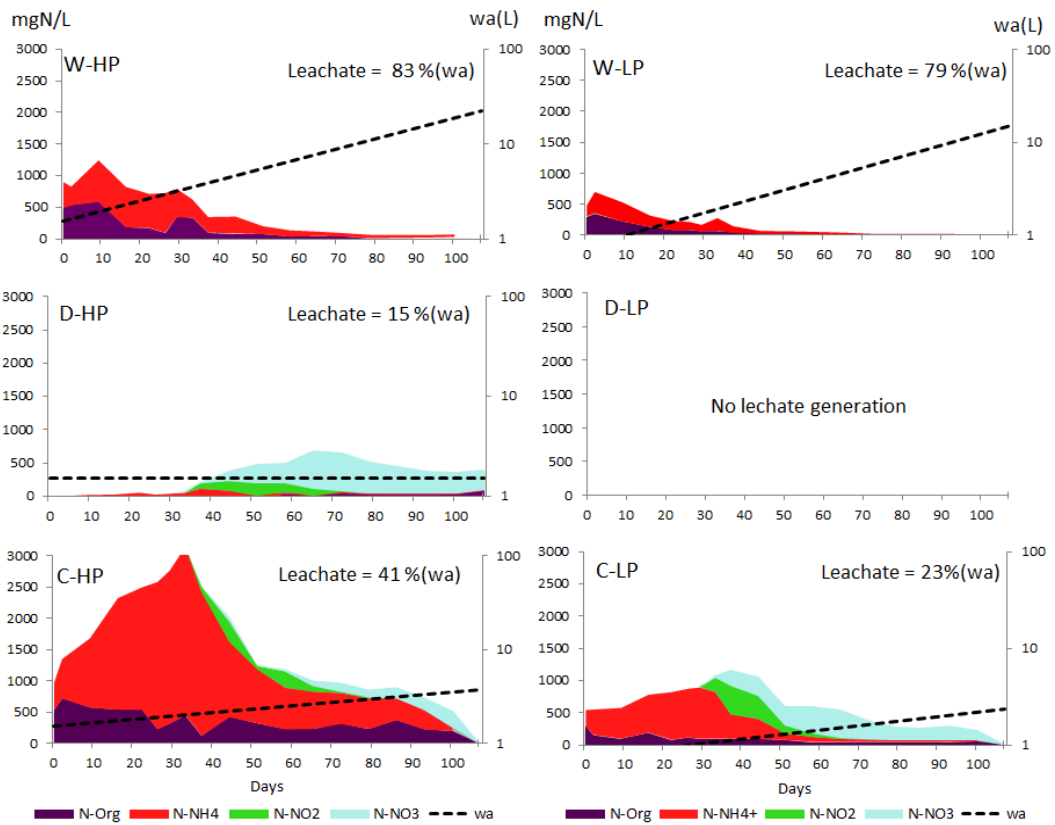 mgN/L wa(L)
W-HP
Leachate = 83 %(wa)
3000
2500
2000
1500
1000
500
0
100
10
1
0 10 20 30 40 50 60 70 80 90 100
mgN/L wa(L)
W-LP
Leachate = 79 %(wa)
3000
2500
2000
1500
1000
500
0
100
10
1
0 10 20 30 40 50 60 70 80 90 100
D-HP
Leachate = 15 %(wa)
3000
2500
2000
1500
1000
500
0
100
10
1
0 10 20 30 40 50 60 70 80 90 100
D-LP
No lechate generation
3000
2500
2000
1500
1000
500
0
100
10
1
0 10 20 30 40 50 60 70 80 90 100
C-HP
Leachate = 41 %(wa)
3000
2500
2000
1500
1000
500
0
100
10
1
0 10 20 30 40 50 60 70 80 90 100
Days
N-Org N-NH4 N-NO2 N-NO3 wa
C-LP
Leachate = 23%(wa)
3000
2500
2000
1500
1000
500
0
100
10
1
0 10 20 30 40 50 60 70 80 90 100
Days
N-Org N-NH4+ N-NO2 N-NO3 wa